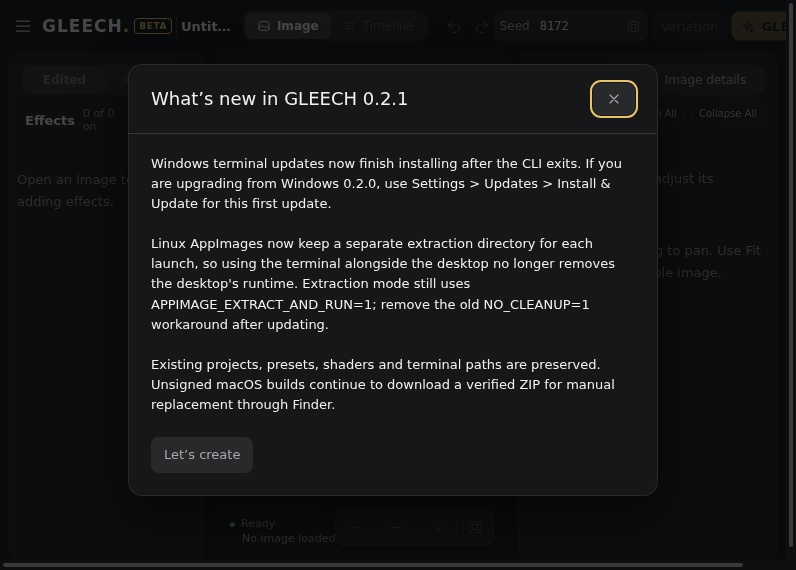 GLEECH. BETA Untit… Image Timeline Seed 8172 Variation GLE
Edited Image details
Effects 0 of 0 on All Collapse All
Open an image to
adding effects.
adjust its
g to pan. Use Fit
ole image.
What's new in GLEECH 0.2.1
Windows terminal updates now finish installing after the CLI exits. If you
are upgrading from Windows 0.2.0, use Settings > Updates > Install &
Update for this first update.
Linux AppImages now keep a separate extraction directory for each
launch, so using the terminal alongside the desktop no longer removes
the desktop's runtime. Extraction mode still uses
APPIMAGE_EXTRACT_AND_RUN=1; remove the old NO_CLEANUP=1
workaround after updating.
Existing projects, presets, shaders and terminal paths are preserved.
Unsigned macOS builds continue to download a verified ZIP for manual
replacement through Finder.
Let's create
Ready
No image loaded